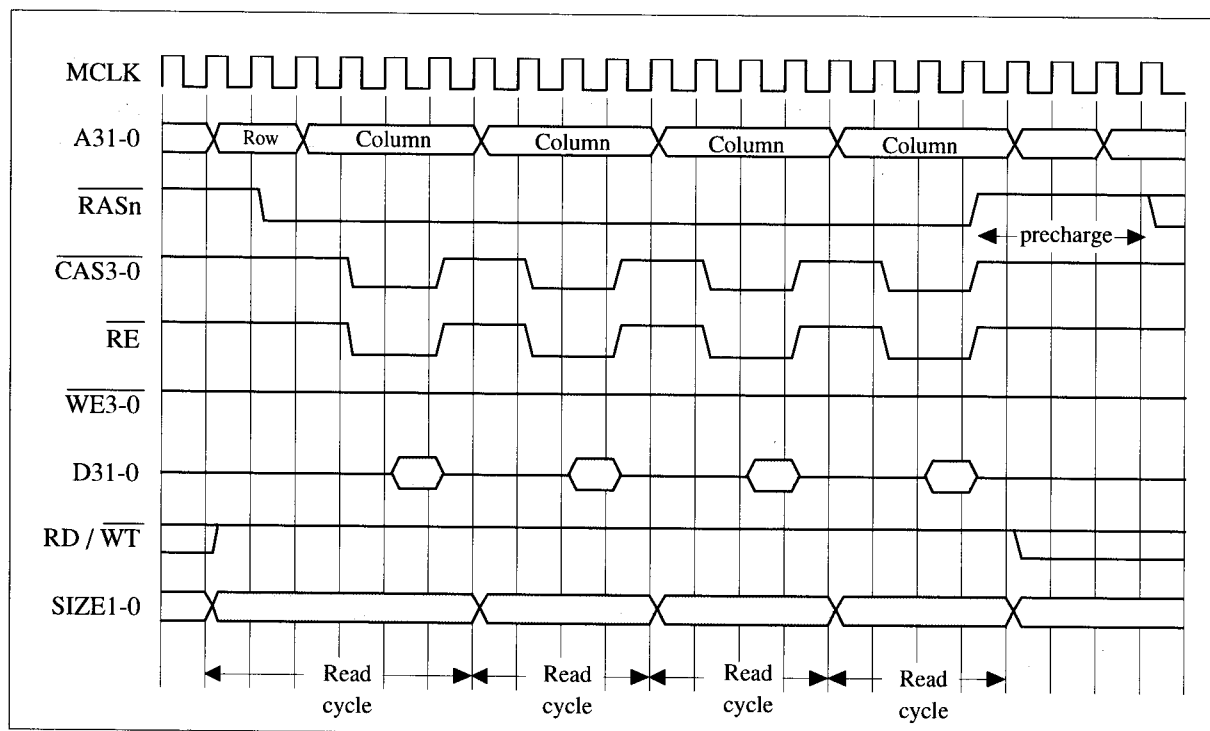 MCLK
A31-0
Row
Column
Column
Column
Column
RASn
precharge
CAS3-0
RE
WE3-0
D31-0
RD / WT
SIZE1-0
Read
cycle
Read
cycle
Read
cycle
Read
cycle